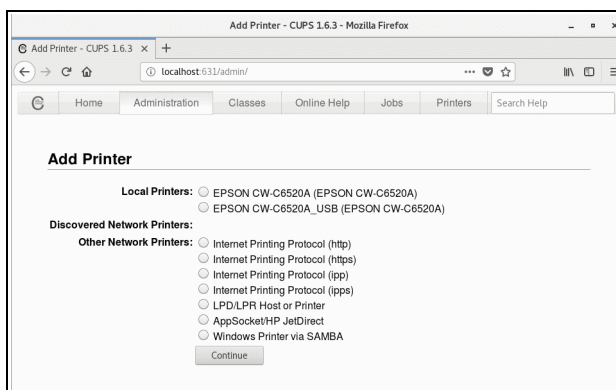 Add Printer - CUPS 1.6.3 - Mozilla Firefox
Add Printer - CUPS 1.6.3
localhost:631/admin/
Home Administration Classes Online Help Jobs Printers Search Help
Add Printer
Local Printers: EPSON CW-C6520A (EPSON CW-C6520A)
EPSON CW-C6520A_USB (EPSON CW-C6520A)
Discovered Network Printers:
Other Network Printers: Internet Printing Protocol (http)
Internet Printing Protocol (https)
Internet Printing Protocol (ipp)
Internet Printing Protocol (ipps)
LPD/LPR Host or Printer
AppSocket/HP JetDirect
Windows Printer via SAMBA
Continue